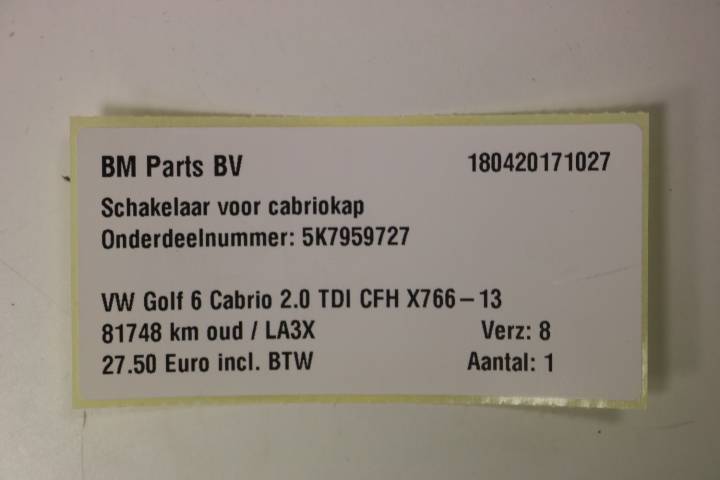 BM Parts BV 180420171027
Schakelaar voor cabriokap
Onderdeelnummer: 5K7959727
VW Golf 6 Cabrio 2.0 TDI CFH X766-13
81748 km oud / LA3X Verz: 8
27.50 Euro incl. BTW Aantal: 1